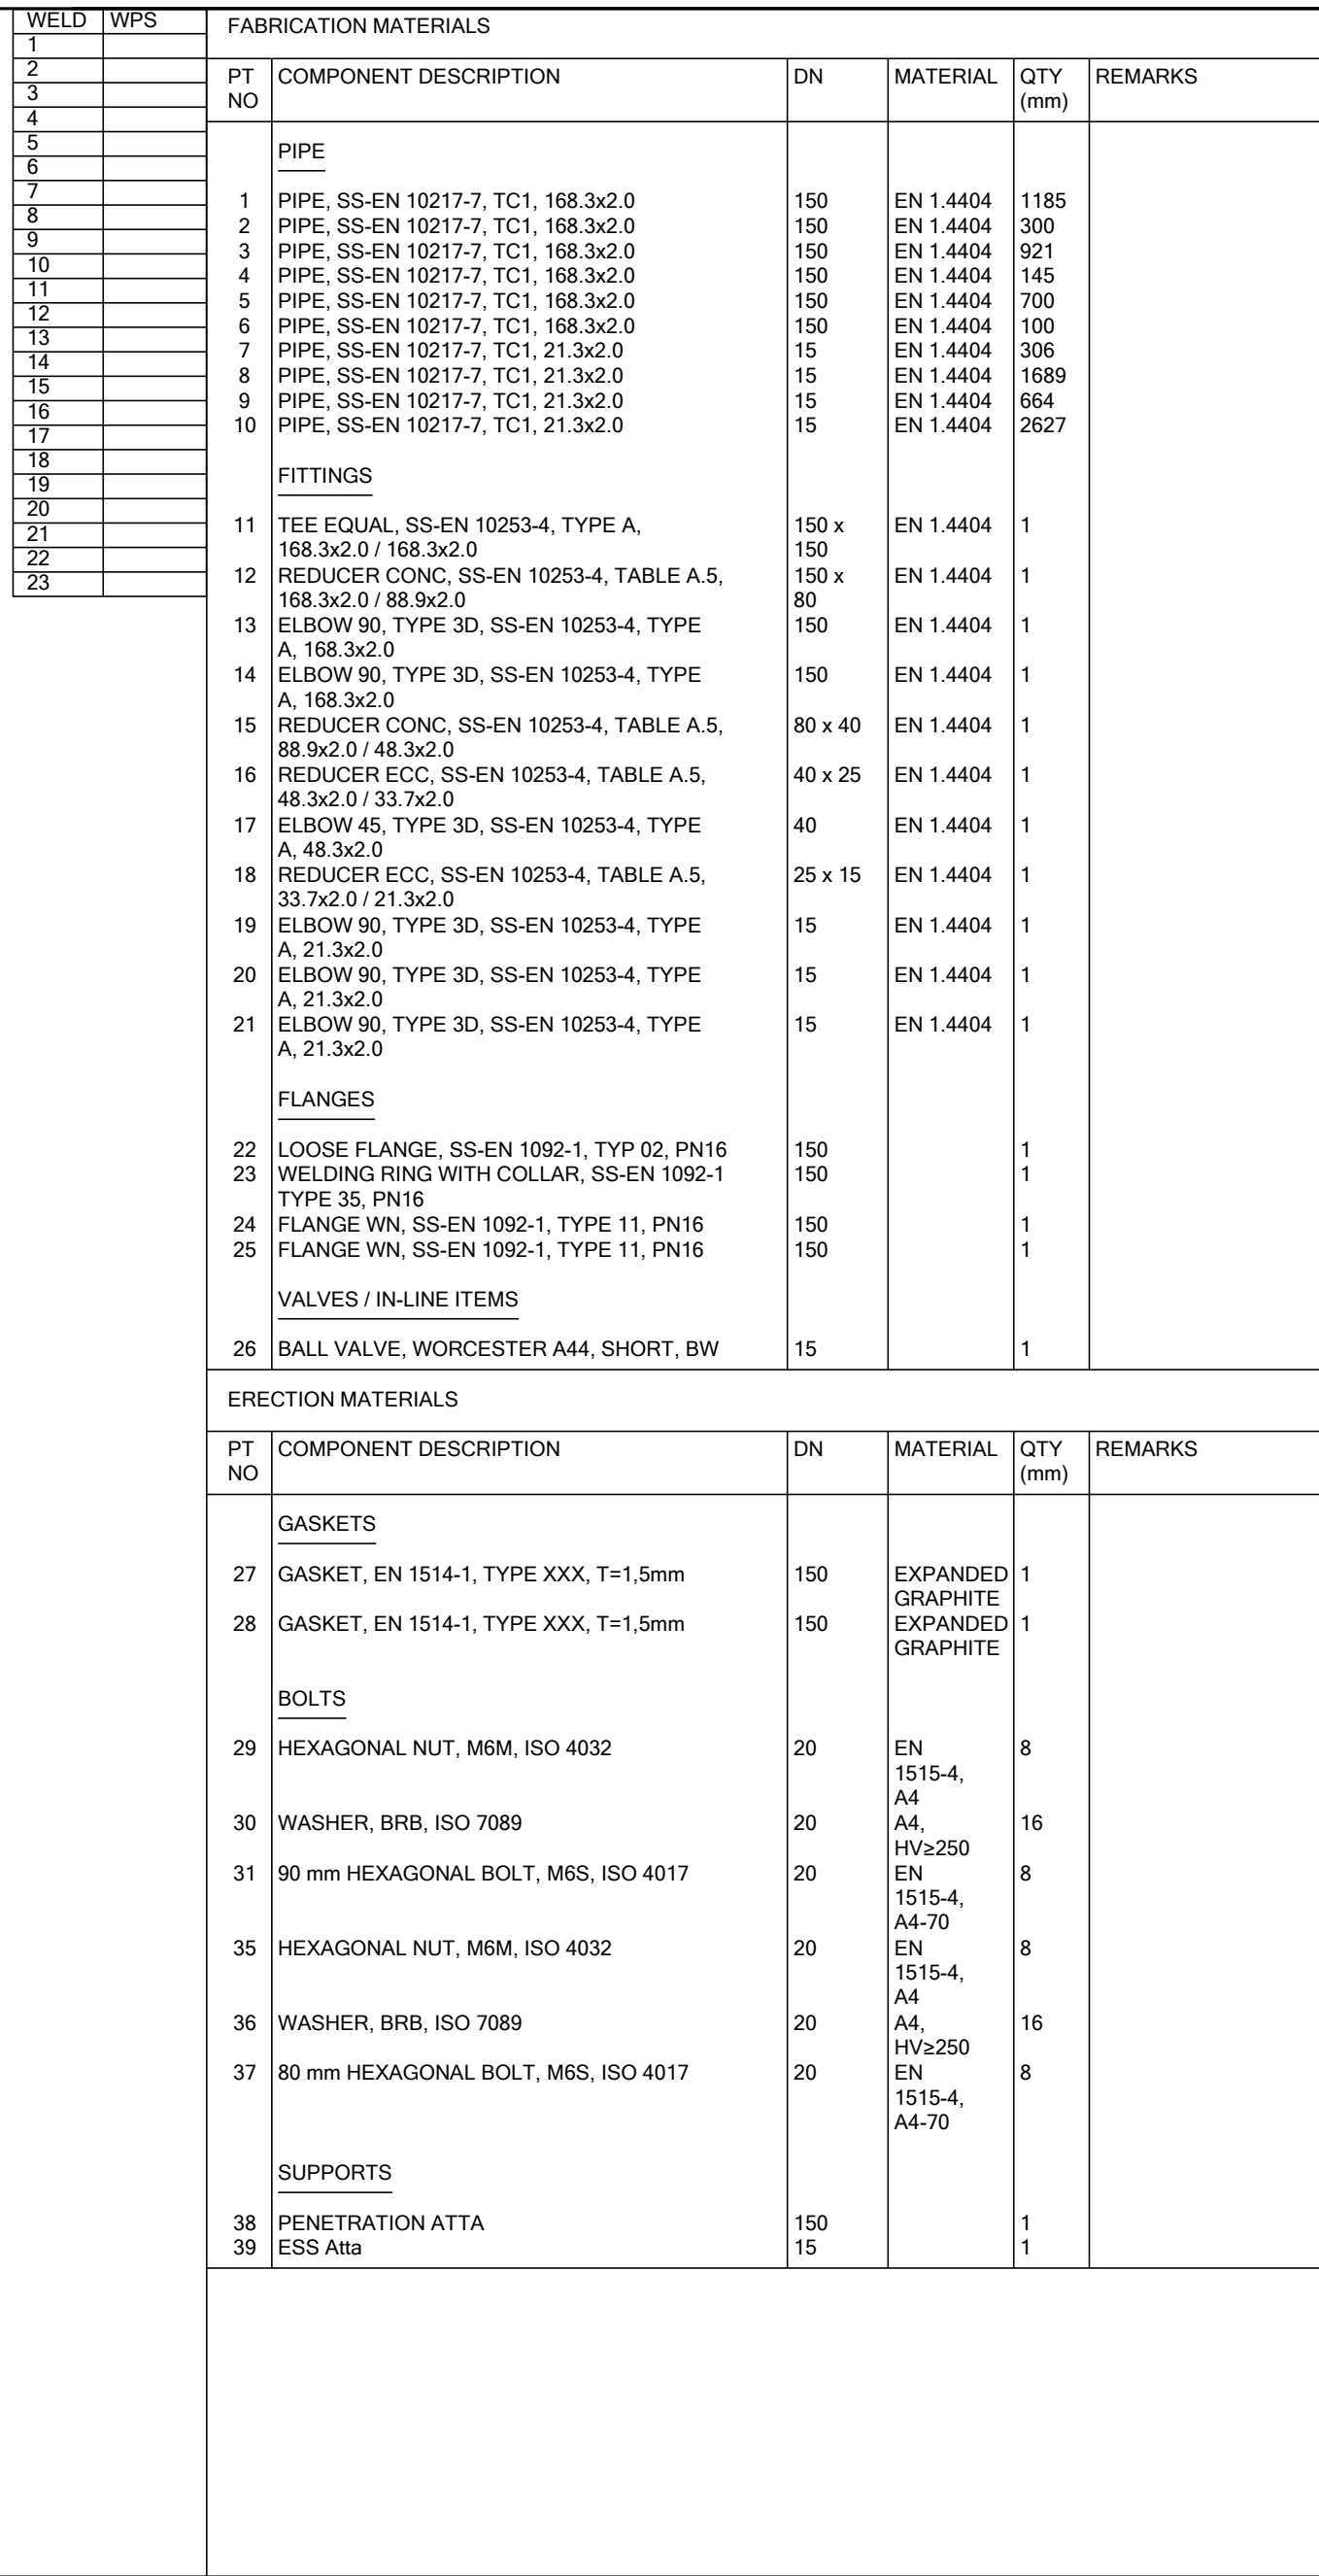 WELD WPS
1
2
3
4
5
6
7
8
9
10
11
12
13
14
15
16
17
18
19
20
21
22
23
FABRICATION MATERIALS
PT COMPONENT DESCRIPTION DN MATERIAL QTY REMARKS
NO (mm)
PIPE
1 PIPE, SS-EN 10217-7, TC1, 168.3x2.0 150 EN 1.4404 1185
2 PIPE, SS-EN 10217-7, TC1, 168.3x2.0 150 EN 1.4404 300
3 PIPE, SS-EN 10217-7, TC1, 168.3x2.0 150 EN 1.4404 921
4 PIPE, SS-EN 10217-7, TC1, 168.3x2.0 150 EN 1.4404 145
5 PIPE, SS-EN 10217-7, TC1, 168.3x2.0 150 EN 1.4404 700
6 PIPE, SS-EN 10217-7, TC1, 168.3x2.0 150 EN 1.4404 100
7 PIPE, SS-EN 10217-7, TC1, 21.3x2.0 15 EN 1.4404 306
8 PIPE, SS-EN 10217-7, TC1, 21.3x2.0 15 EN 1.4404 1689
9 PIPE, SS-EN 10217-7, TC1, 21.3x2.0 15 EN 1.4404 664
10 PIPE, SS-EN 10217-7, TC1, 21.3x2.0 15 EN 1.4404 2627
FITTINGS
11 TEE EQUAL, SS-EN 10253-4, TYPE A, 150 x EN 1.4404 1
168.3x2.0 / 168.3x2.0 150
12 REDUCER CONC, SS-EN 10253-4, TABLE A.5, 150 x EN 1.4404 1
168.3x2.0 / 88.9x2.0 80
13 ELBOW 90, TYPE 3D, SS-EN 10253-4, TYPE 150 EN 1.4404 1
A, 168.3x2.0
14 ELBOW 90, TYPE 3D, SS-EN 10253-4, TYPE 150 EN 1.4404 1
A, 168.3x2.0
15 REDUCER CONC, SS-EN 10253-4, TABLE A.5, 80 x 40 EN 1.4404 1
88.9x2.0 / 48.3x2.0
16 REDUCER ECC, SS-EN 10253-4, TABLE A.5, 40 x 25 EN 1.4404 1
48.3x2.0 / 33.7x2.0
17 ELBOW 45, TYPE 3D, SS-EN 10253-4, TYPE 40 EN 1.4404 1
A, 48.3x2.0
18 REDUCER ECC, SS-EN 10253-4, TABLE A.5, 25 x 15 EN 1.4404 1
33.7x2.0 / 21.3x2.0
19 ELBOW 90, TYPE 3D, SS-EN 10253-4, TYPE 15 EN 1.4404 1
A, 21.3x2.0
20 ELBOW 90, TYPE 3D, SS-EN 10253-4, TYPE 15 EN 1.4404 1
A, 21.3x2.0
21 ELBOW 90, TYPE 3D, SS-EN 10253-4, TYPE 15 EN 1.4404 1
A, 21.3x2.0
FLANGES
22 LOOSE FLANGE, SS-EN 1092-1, TYP 02, PN16 150 1
23 WELDING RING WITH COLLAR, SS-EN 1092-1 150 1
TYPE 35, PN16
24 FLANGE WN, SS-EN 1092-1, TYPE 11, PN16 150 1
25 FLANGE WN, SS-EN 1092-1, TYPE 11, PN16 150 1
VALVES / IN-LINE ITEMS
26 BALL VALVE, WORCESTER A44, SHORT, BW 15 1
ERECTION MATERIALS
PT COMPONENT DESCRIPTION DN MATERIAL QTY REMARKS
NO (mm)
GASKETS
27 GASKET, EN 1514-1, TYPE XXX, T=1,5mm 150 EXPANDED 1
GRAPHITE
28 GASKET, EN 1514-1, TYPE XXX, T=1,5mm 150 EXPANDED 1
GRAPHITE
BOLTS
29 HEXAGONAL NUT, M6M, ISO 4032 20 EN 8
1515-4,
A4
30 WASHER, BRB, ISO 7089 20 A4, 16
HV≥250
31 90 mm HEXAGONAL BOLT, M6S, ISO 4017 20 EN 8
1515-4,
A4-70
35 HEXAGONAL NUT, M6M, ISO 4032 20 EN 8
1515-4,
A4
36 WASHER, BRB, ISO 7089 20 A4, 16
HV≥250
37 80 mm HEXAGONAL BOLT, M6S, ISO 4017 20 EN 8
1515-4,
A4-70
SUPPORTS
38 PENETRATION ATTA 150 1
39 ESS Atta 15 1